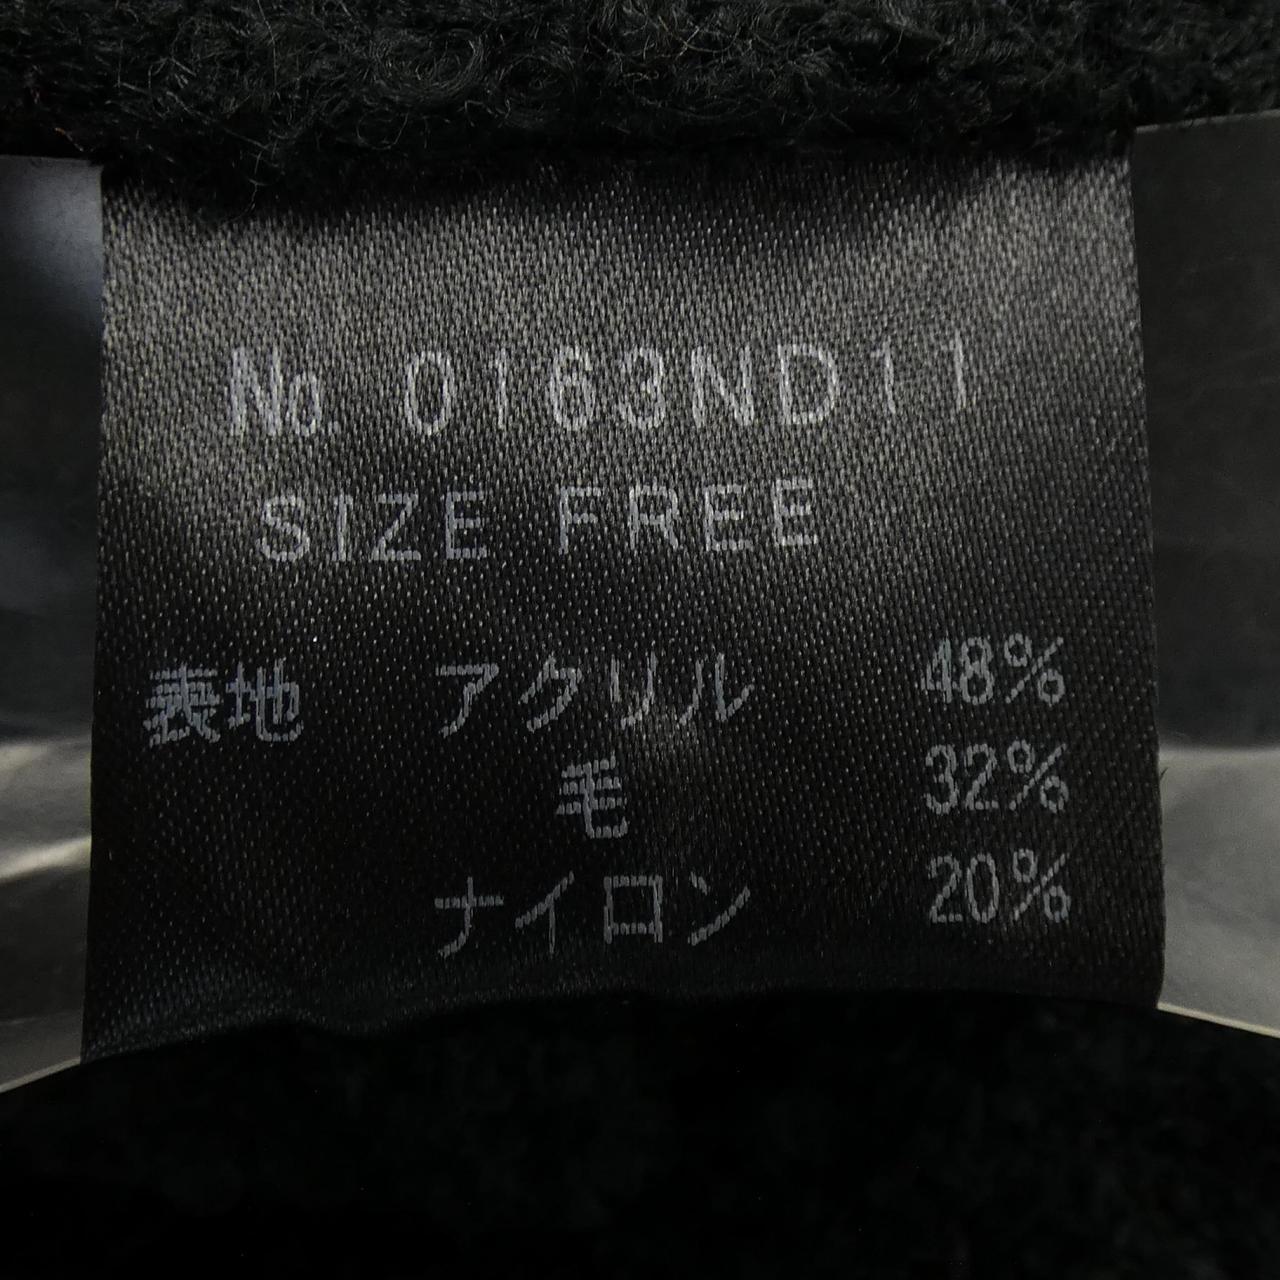 No. 0163ND11
SIZE FREE
表地 アクリル 48%
毛 32%
ナイロン 20%